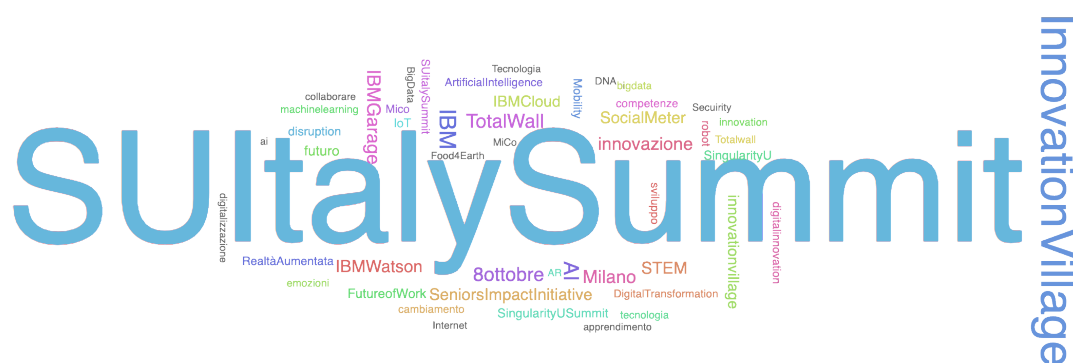 InnovationVillage
SUitalySummit
Tecnologia
BigData
IBMGarage
ArtificialIntelligence
Mobility
DNA
bigdata
collaborare
IBMCloud
competenze
machinelearning
Mico
Secuirity
IoT
IBM
TotalWall
SocialMeter
robot
innovation
disruption
ai
MiCo
innovazione
Totalwall
futuro
Food4Earth
SingularityU
SUItalySummit
digitalizzazione
sviluppo
innovationvillage
digitalinnovation
RealtàAumentata
IBMWatson
8ottobre
AR
AI
Milano
STEM
emozioni
FutureofWork
SeniorsImpactInitiative
DigitalTransformation
cambiamento
SingularityUSummit
tecnologia
Internet
apprendimento